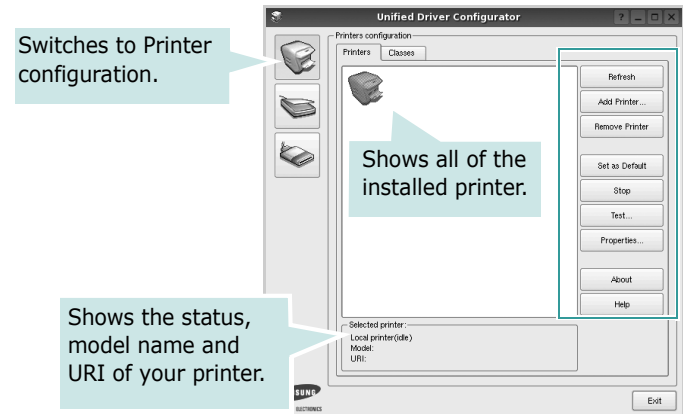 Unified Driver Configurator
Switches to Printer
configuration.
Printers configuration
Printers Classes
Refresh
Add Printer...
Remove Printer
Shows all of the
installed printer.
Set as Default
Stop
Test...
Properties...
About
Help
Shows the status,
model name and
URI of your printer.
Selected printer:
Local printer(idle)
Model:
URI:
SUNG
ELECTRONICS
Exit